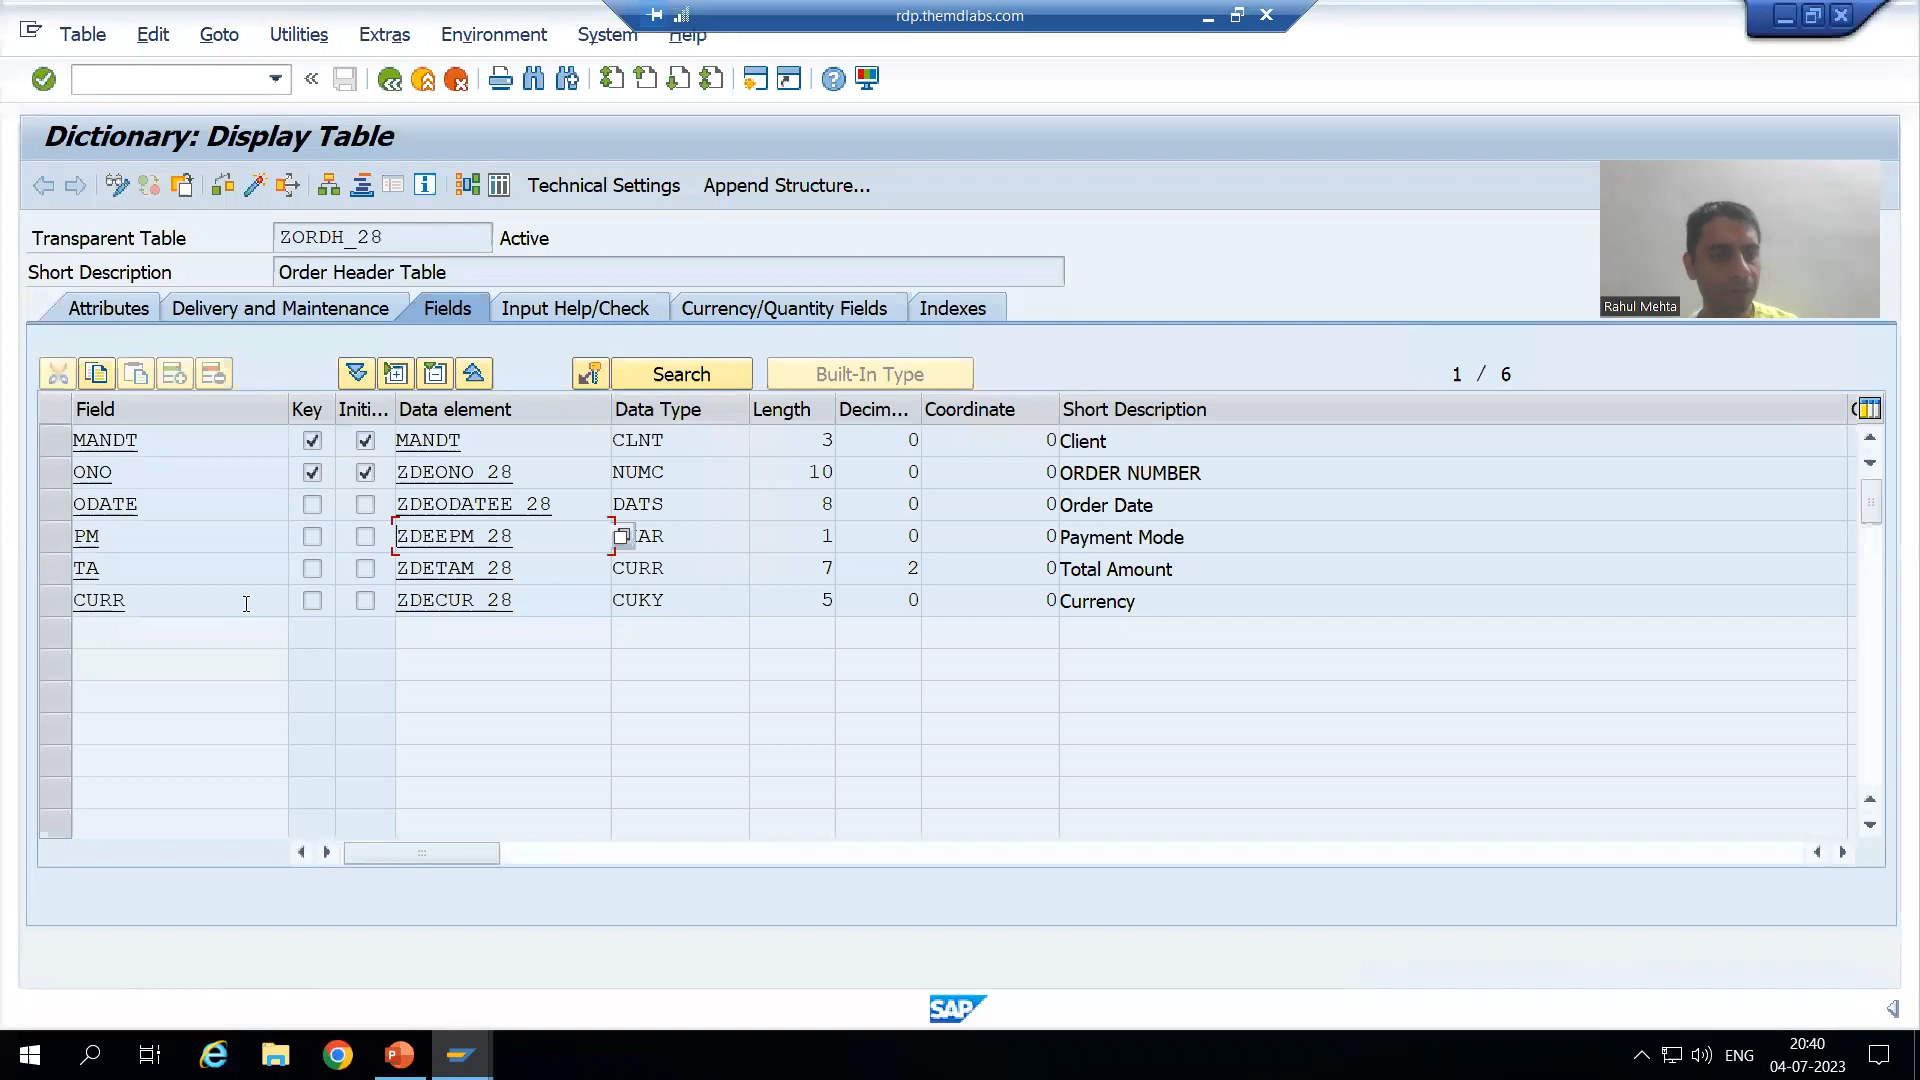 rdp.themdlabs.com
Table Edit Goto Utilities Extras Environment System Help
Dictionary: Display Table
Technical Settings Append Structure...
Transparent Table ZORDH_28 Active
Short Description Order Header Table
Rahul Mehta
Attributes Delivery and Maintenance Fields Input Help/Check Currency/Quantity Fields Indexes
Search Built-In Type 1 / 6
Field Key Initi... Data element Data Type Length Decim... Coordinate Short Description
MANDT MANDT CLNT 3 0 0 Client
ONO ZDEONO_28 NUMC 10 0 0 ORDER NUMBER
ODATE ZDEODATEE_28 DATS 8 0 0 Order Date
PM ZDEEPM_28 AR 1 0 0 Payment Mode
TA ZDETAM_28 CURR 7 2 0 Total Amount
CURR ZDECUR_28 CUKY 5 0 0 Currency
SAP
ENG
20:40
04-07-2023